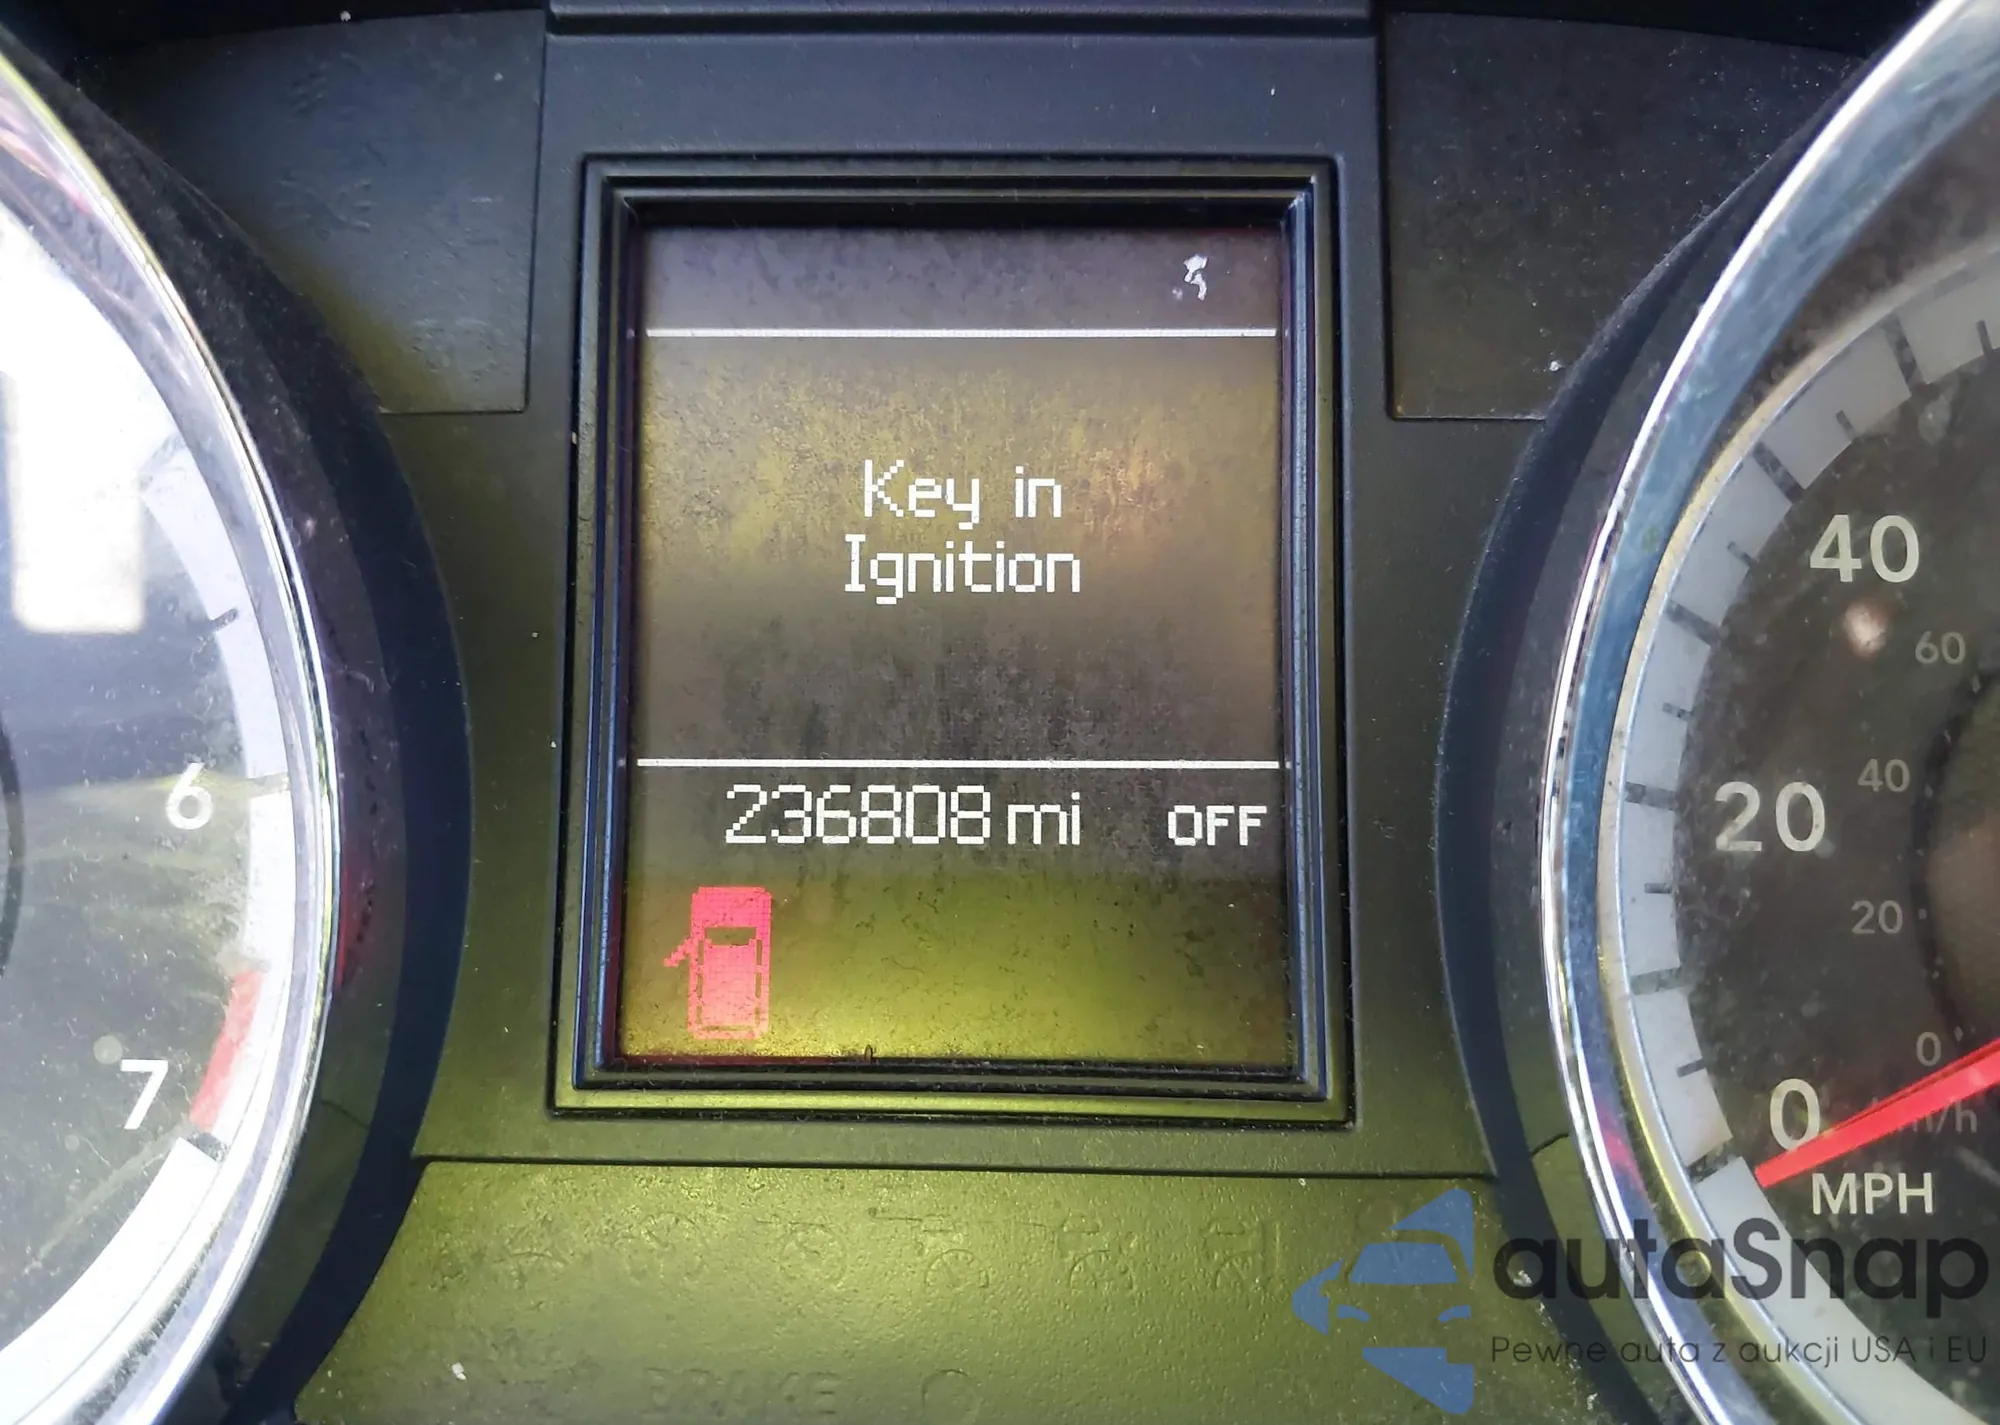 Key in
Ignition
236808 mi OFF
6
7
40
60
20
40
20
0
0
MPH
BRAKE
autaSnap
Pewne auta z aukcji USA i EU